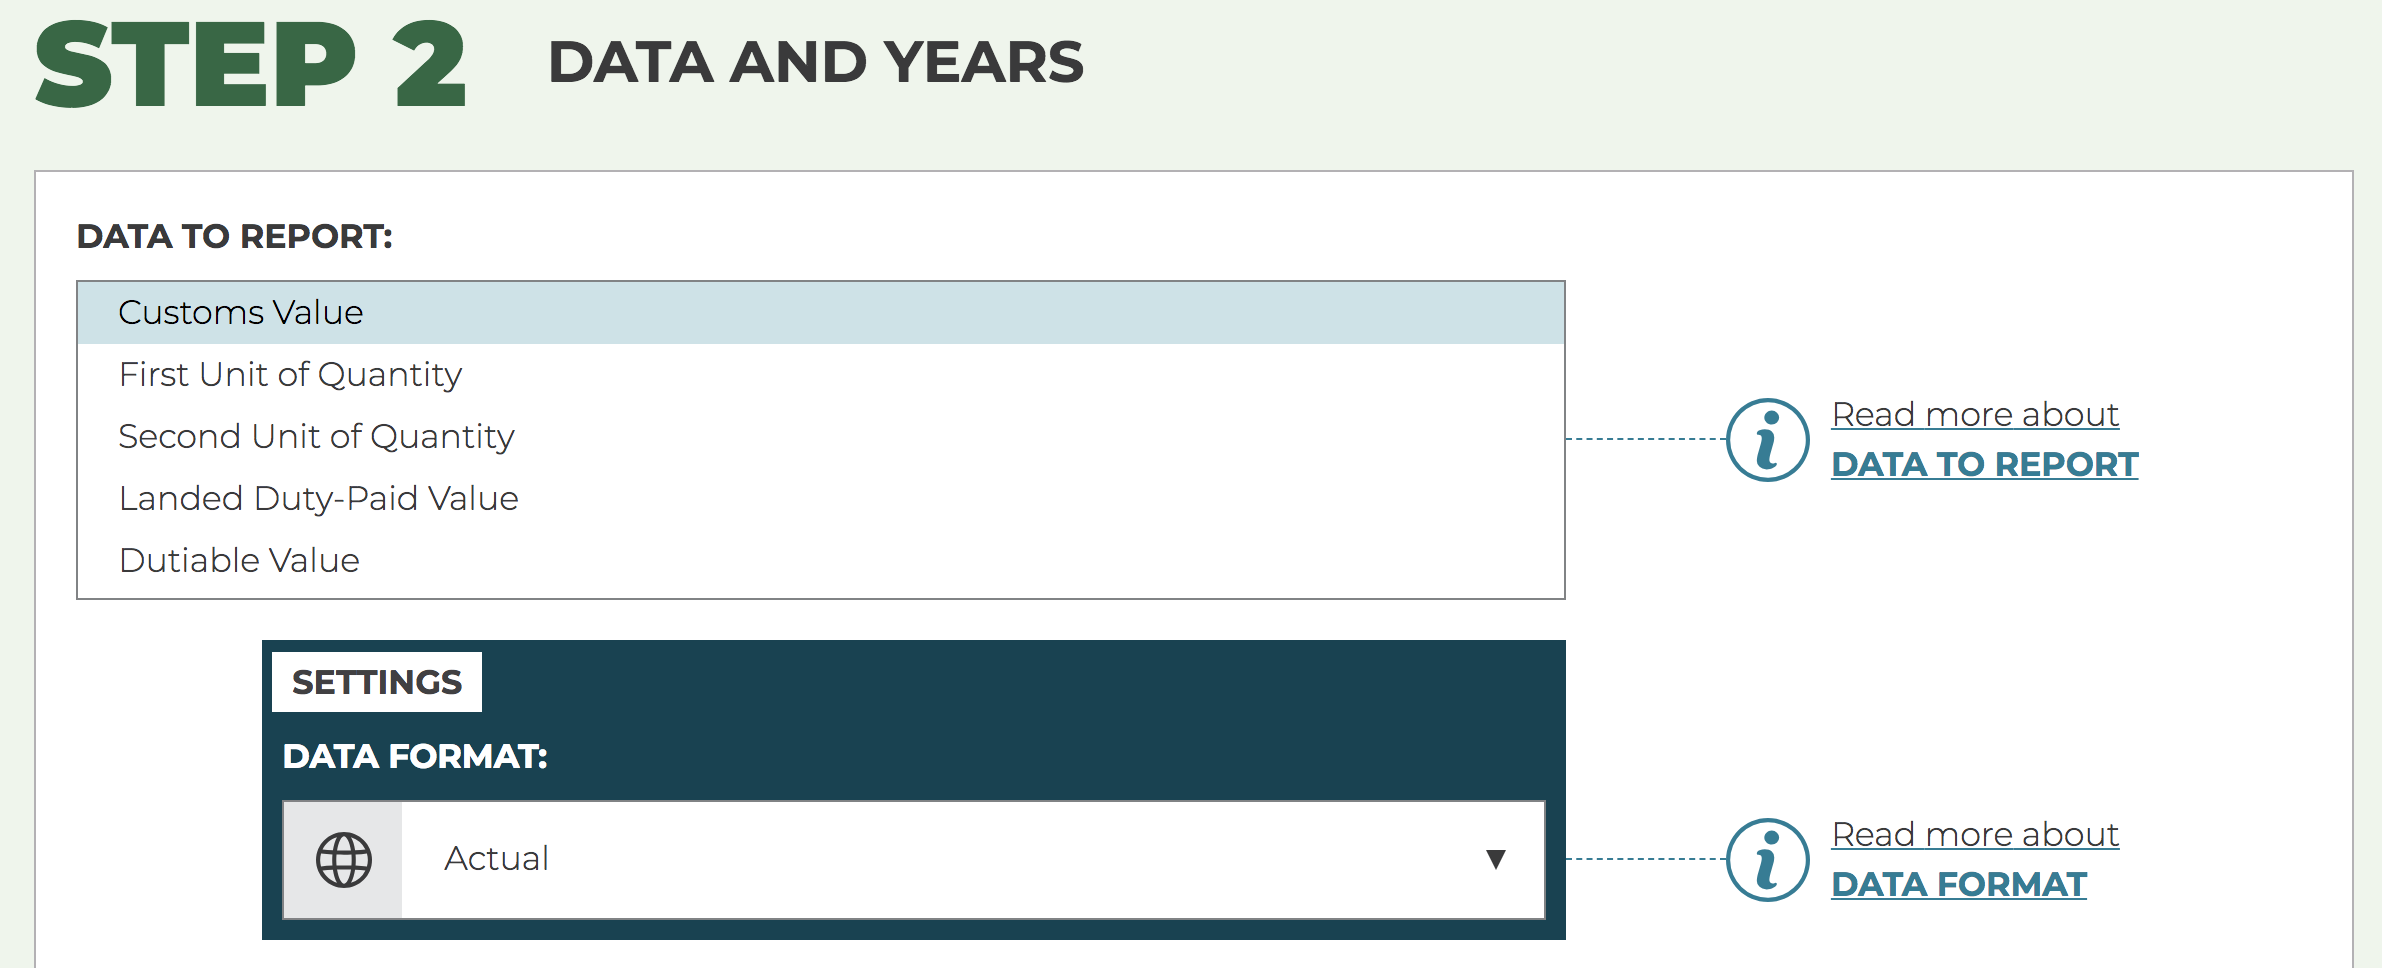 STEP 2 DATA AND YEARS
DATA TO REPORT:
Customs Value
First Unit of Quantity
Second Unit of Quantity
Landed Duty-Paid Value
Dutiable Value
Read more about
DATA TO REPORT
SETTINGS
DATA FORMAT:
Actual
Read more about
DATA FORMAT